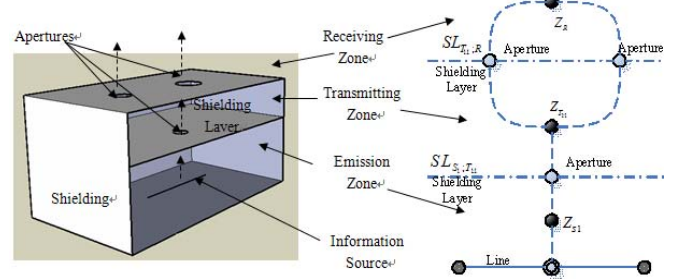 Apertures
Receiving
Zone
Shielding
Layer
Transmitting
Zone
Emission
Zone
Shielding
Information
Source
Z_R
SL_{T_{11},R}
Aperture
Aperture
Shielding
Layer
Z_{T_{11}}
SL_{S_1,T_{11}}
Aperture
Shielding
Layer
Z_{S1}
Line